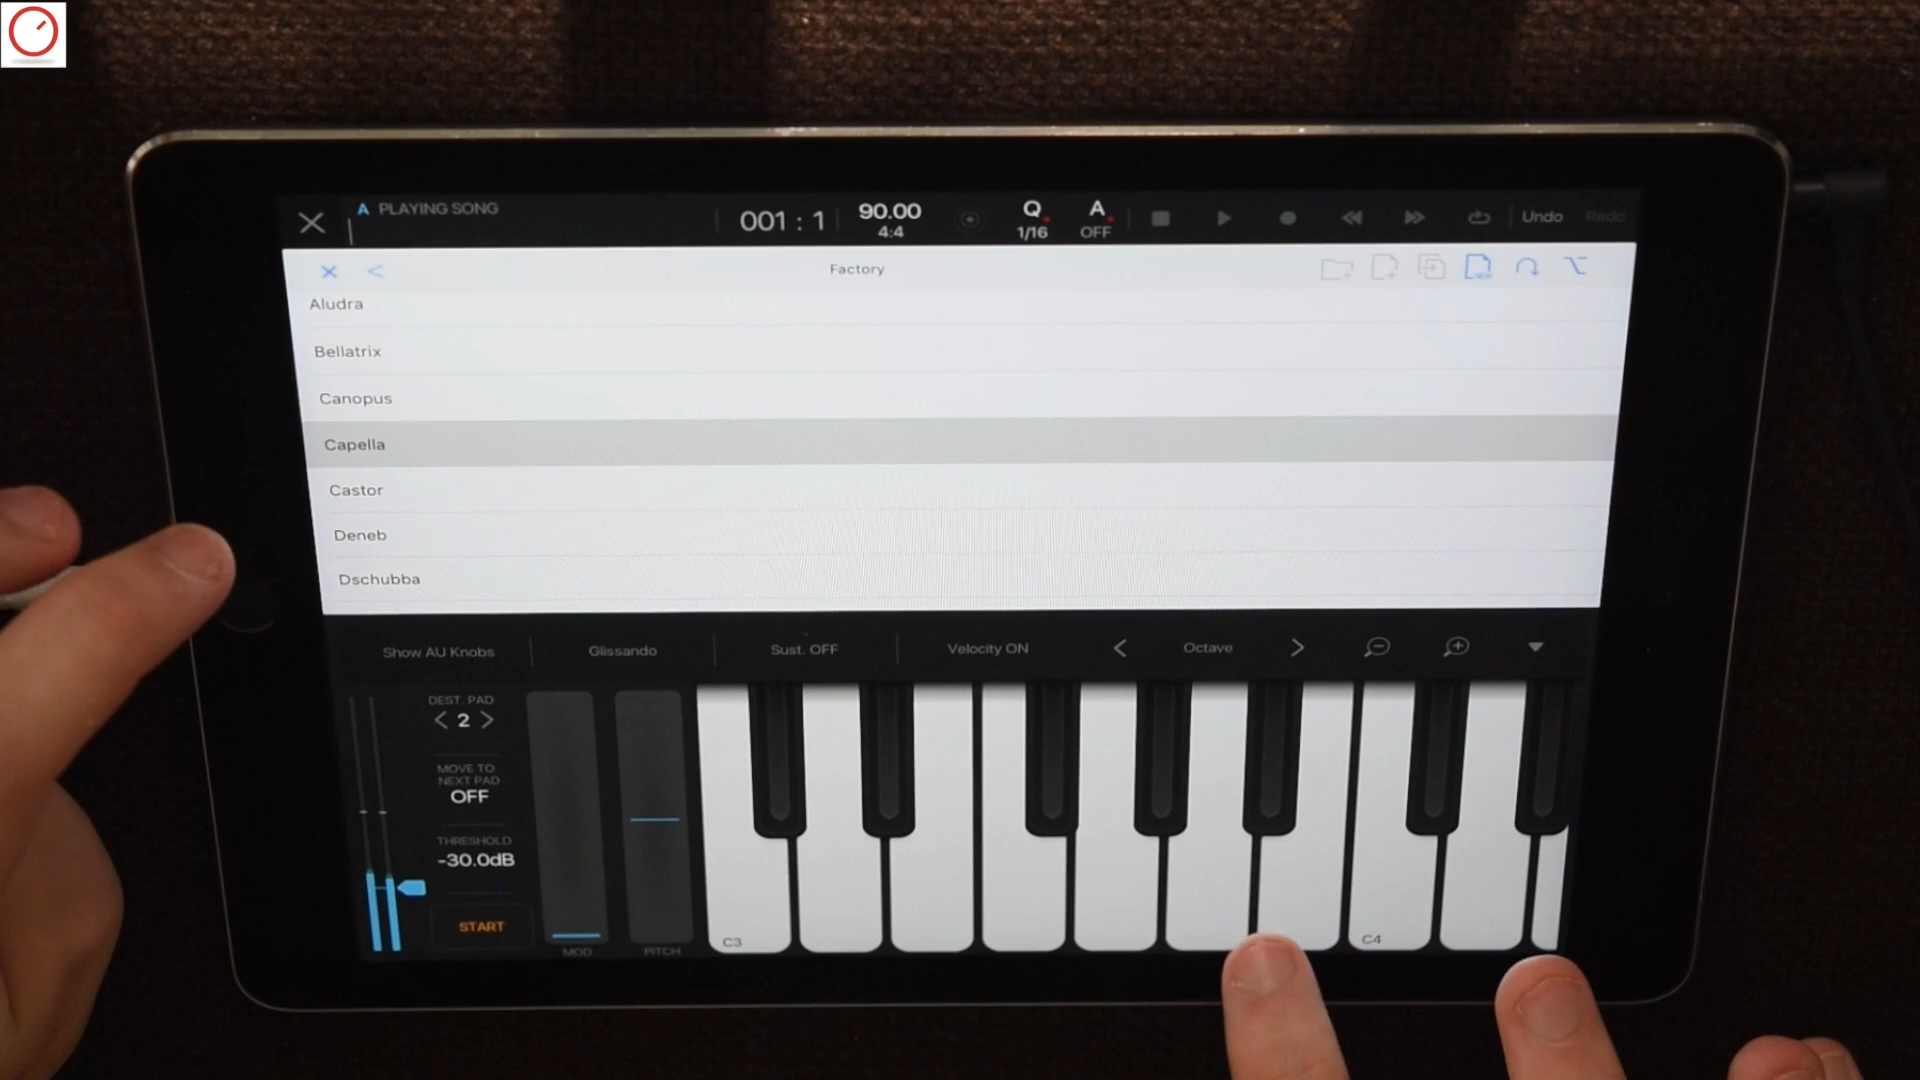 A PLAYING SONG
001 : 1
90.00
4:4
Q
1/16
A
OFF
Undo
Redo
Factory
Aludra
Bellatrix
Canopus
Capella
Castor
Deneb
Dschubba
Show AU Knobs
Glissando
Sust. OFF
Velocity ON
Octave
DEST. PAD
< 2 >
MOVE TO
NEXT PAD
OFF
THRESHOLD
-30.0dB
START
MOD
PITCH
C3
C4